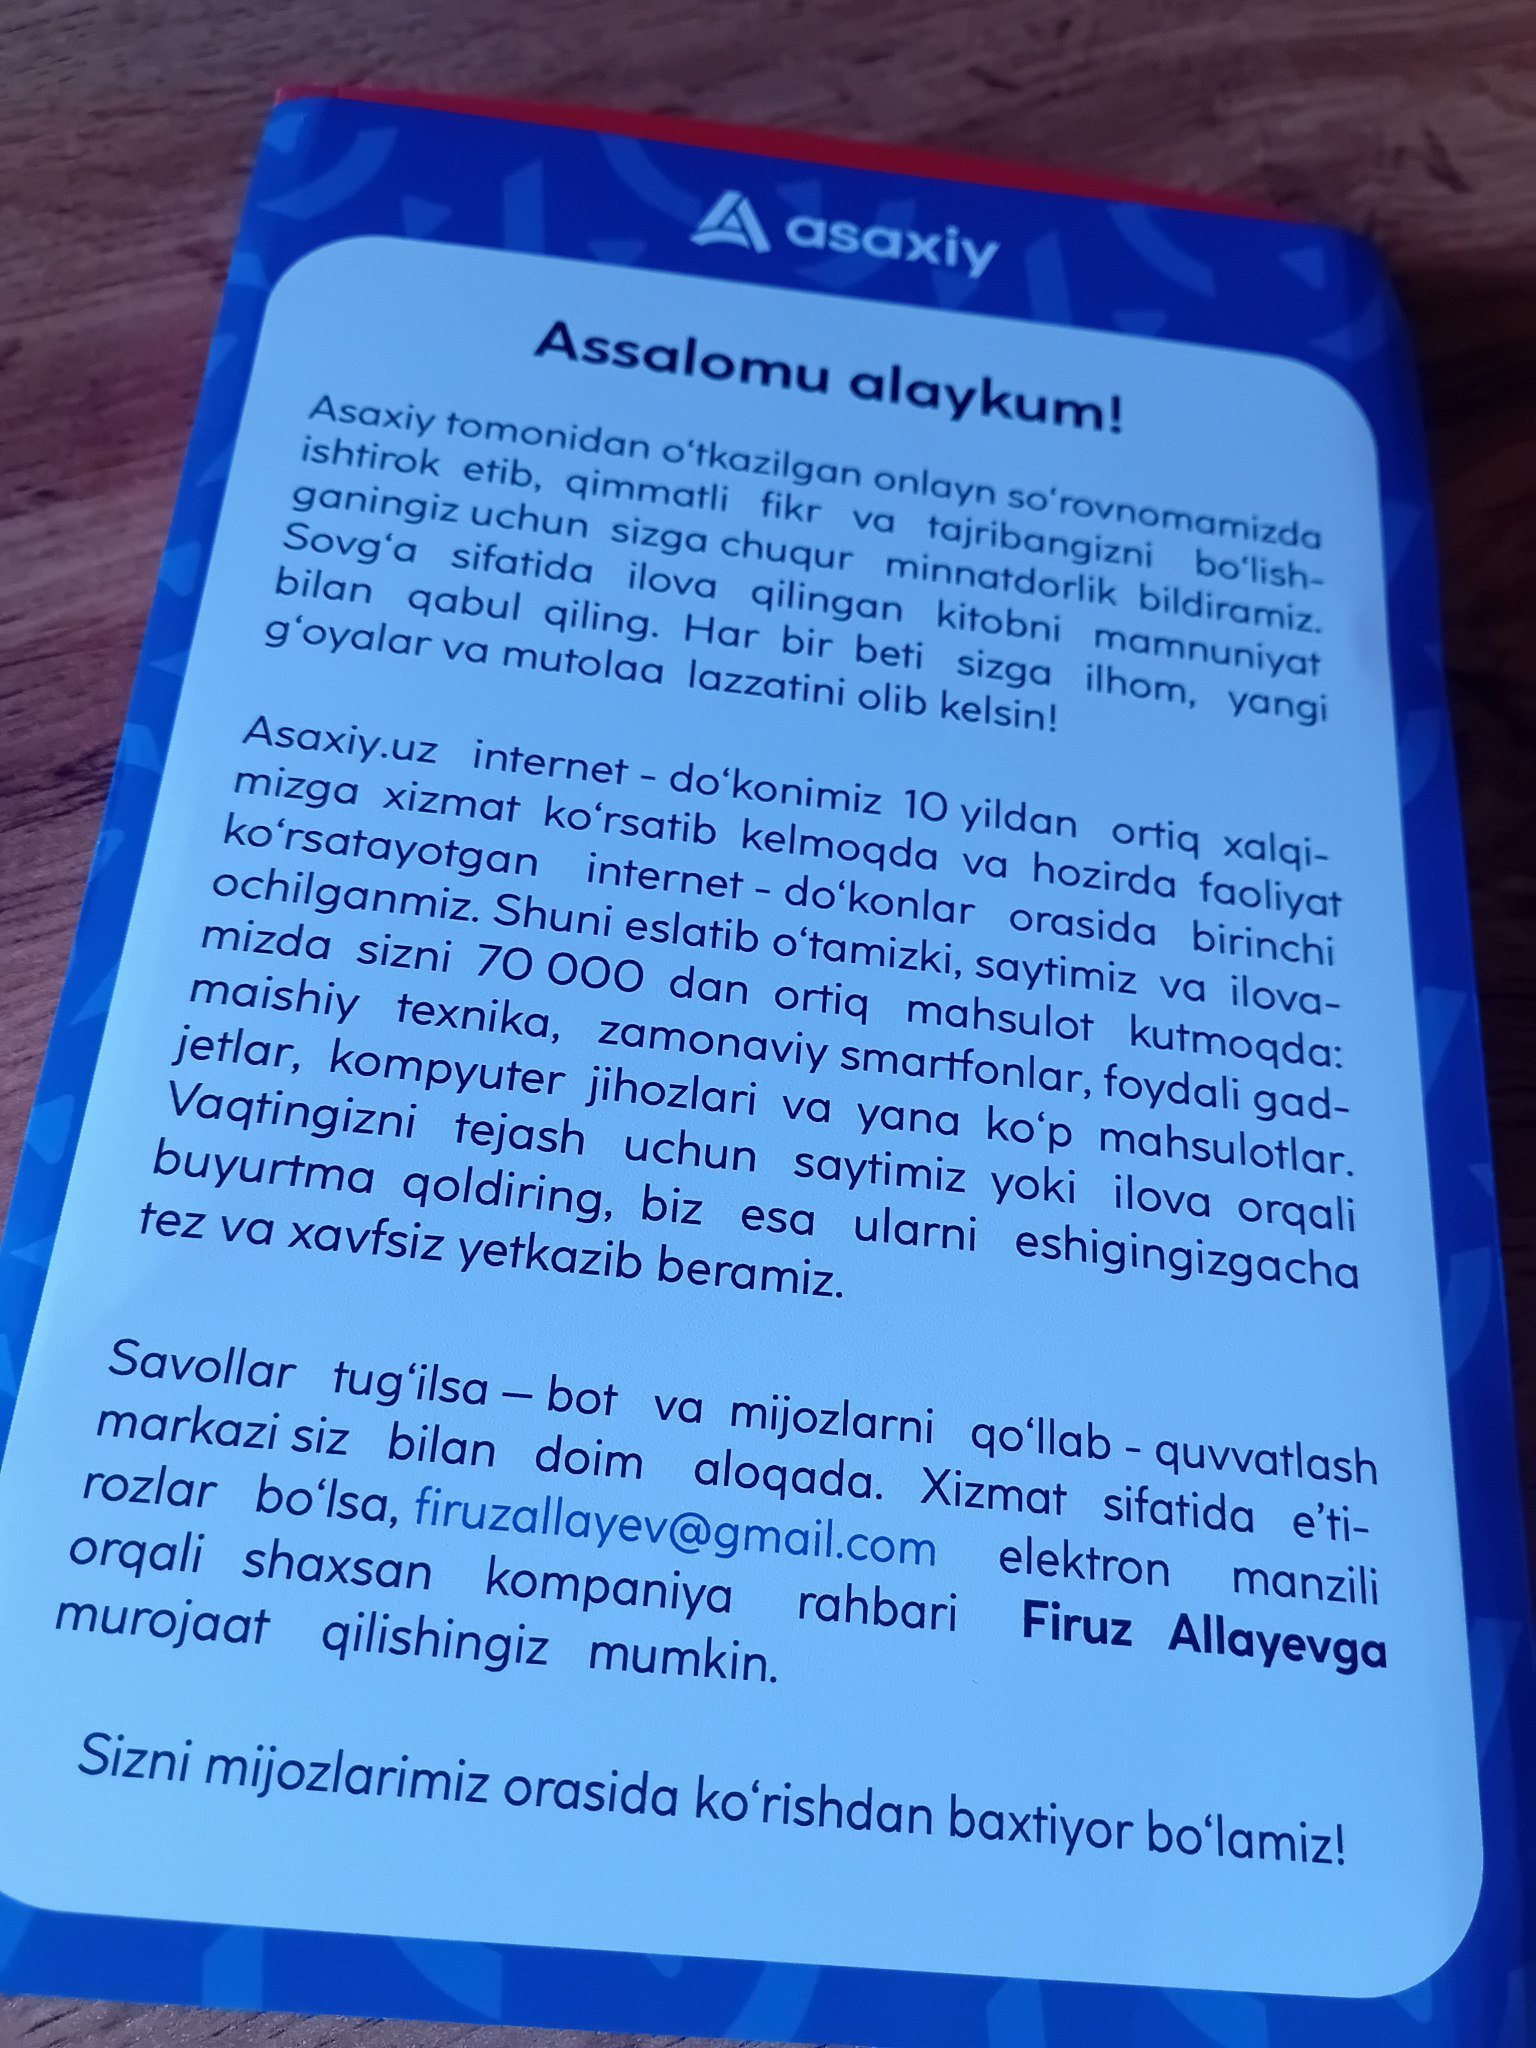 asaxiy
Assalomu alaykum!
Asaxiy tomonidan o‘tkazilgan onlayn so‘rovnomamizda
ishtirok etib, qimmatli fikr va tajribangizni bo‘lish-
ganingiz uchun sizga chuqur minnatdorlik bildiramiz.
Sovg‘a sifatida ilova qilingan kitobni mamnuniyat
bilan qabul qiling. Har bir beti sizga ilhom, yangi
g‘oyalar va mutolaa lazzatini olib kelsin!
Asaxiy.uz internet - do‘konimiz 10 yildan ortiq xalqi-
mizga xizmat ko‘rsatib kelmoqda va hozirda faoliyat
ko‘rsatayotgan internet - do‘konlar orasida birinchi
ochilganmiz. Shuni eslatib o‘tamizki, saytimiz va ilova-
mizda sizni 70 000 dan ortiq mahsulot kutmoqda:
maishiy texnika, zamonaviy smartfonlar, foydali gad-
jetlar, kompyuter jihozlari va yana ko‘p mahsulotlar.
Vaqtingizni tejash uchun saytimiz yoki ilova orqali
buyurtma qoldiring, biz esa ularni eshigingizgacha
tez va xavfsiz yetkazib beramiz.
Savollar tug‘ilsa – bot va mijozlarni qo‘llab - quvvatlash
markazi siz bilan doim aloqada. Xizmat sifatida e’ti-
rozlar bo‘lsa, firuzallayev@gmail.com elektron manzili
orqali shaxsan kompaniya rahbari Firuz Allayevga
murojaat qilishingiz mumkin.
Sizni mijozlarimiz orasida ko‘rishdan baxtiyor bo‘lamiz!